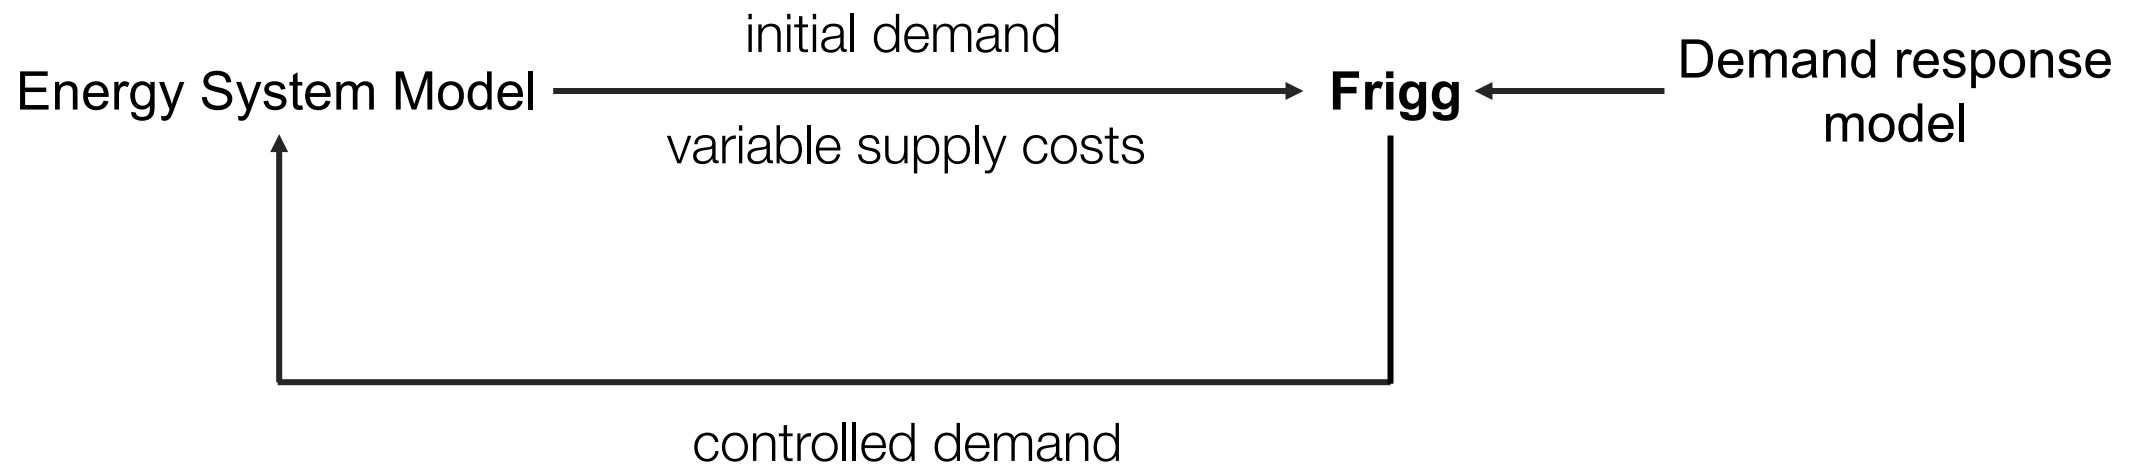 initial demand
Energy System Model
Frigg
Demand response
model
variable supply costs
controlled demand